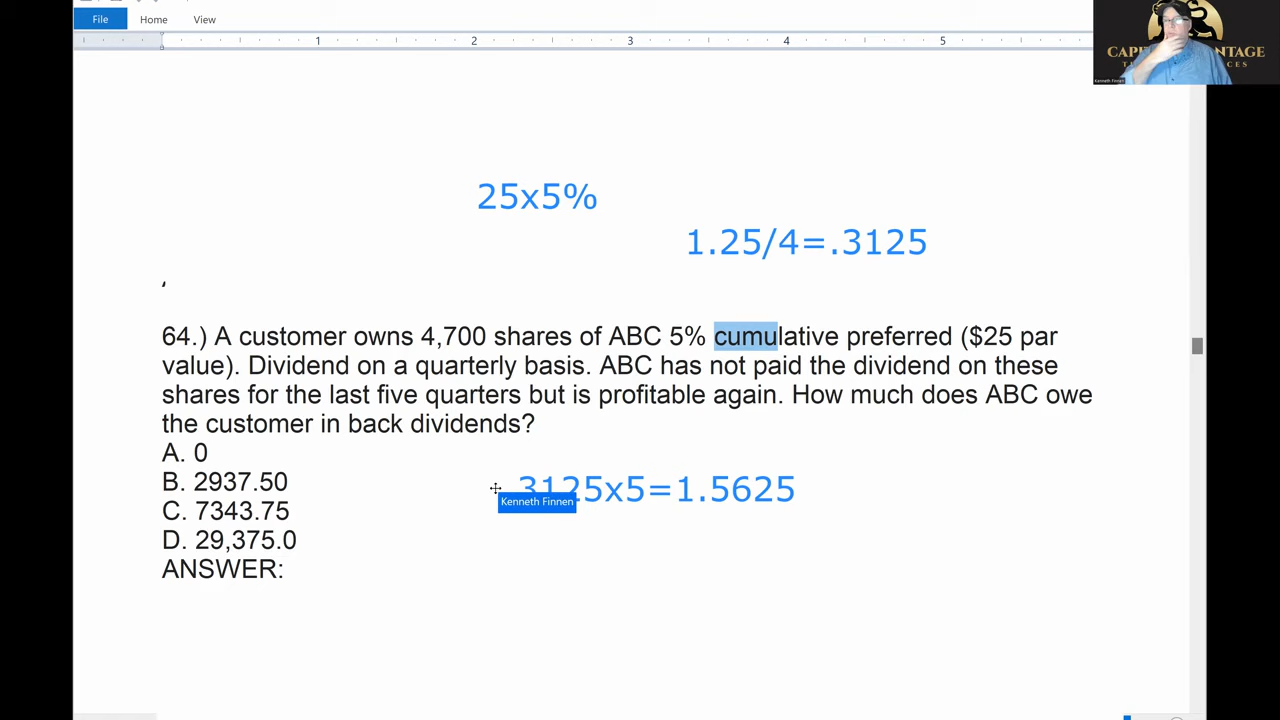 File Home View
1 2 3 4 5
25x5%
1.25/4=.3125
64.) A customer owns 4,700 shares of ABC 5% cumulative preferred ($25 par
value). Dividend on a quarterly basis. ABC has not paid the dividend on these
shares for the last five quarters but is profitable again. How much does ABC owe
the customer in back dividends?
A. 0
B. 2937.50
C. 7343.75
D. 29,375.0
ANSWER:
3125x5=1.5625
Kenneth Finnen